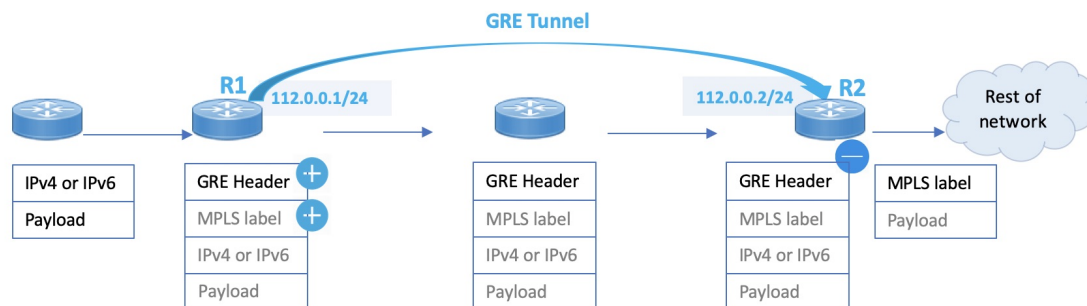 GRE Tunnel
R1
112.0.0.1/24
112.0.0.2/24
R2
Rest of
network
IPv4 or IPv6
Payload
GRE Header
MPLS label
IPv4 or IPv6
Payload
GRE Header
MPLS label
IPv4 or IPv6
Payload
GRE Header
MPLS label
IPv4 or IPv6
Payload
MPLS label
Payload